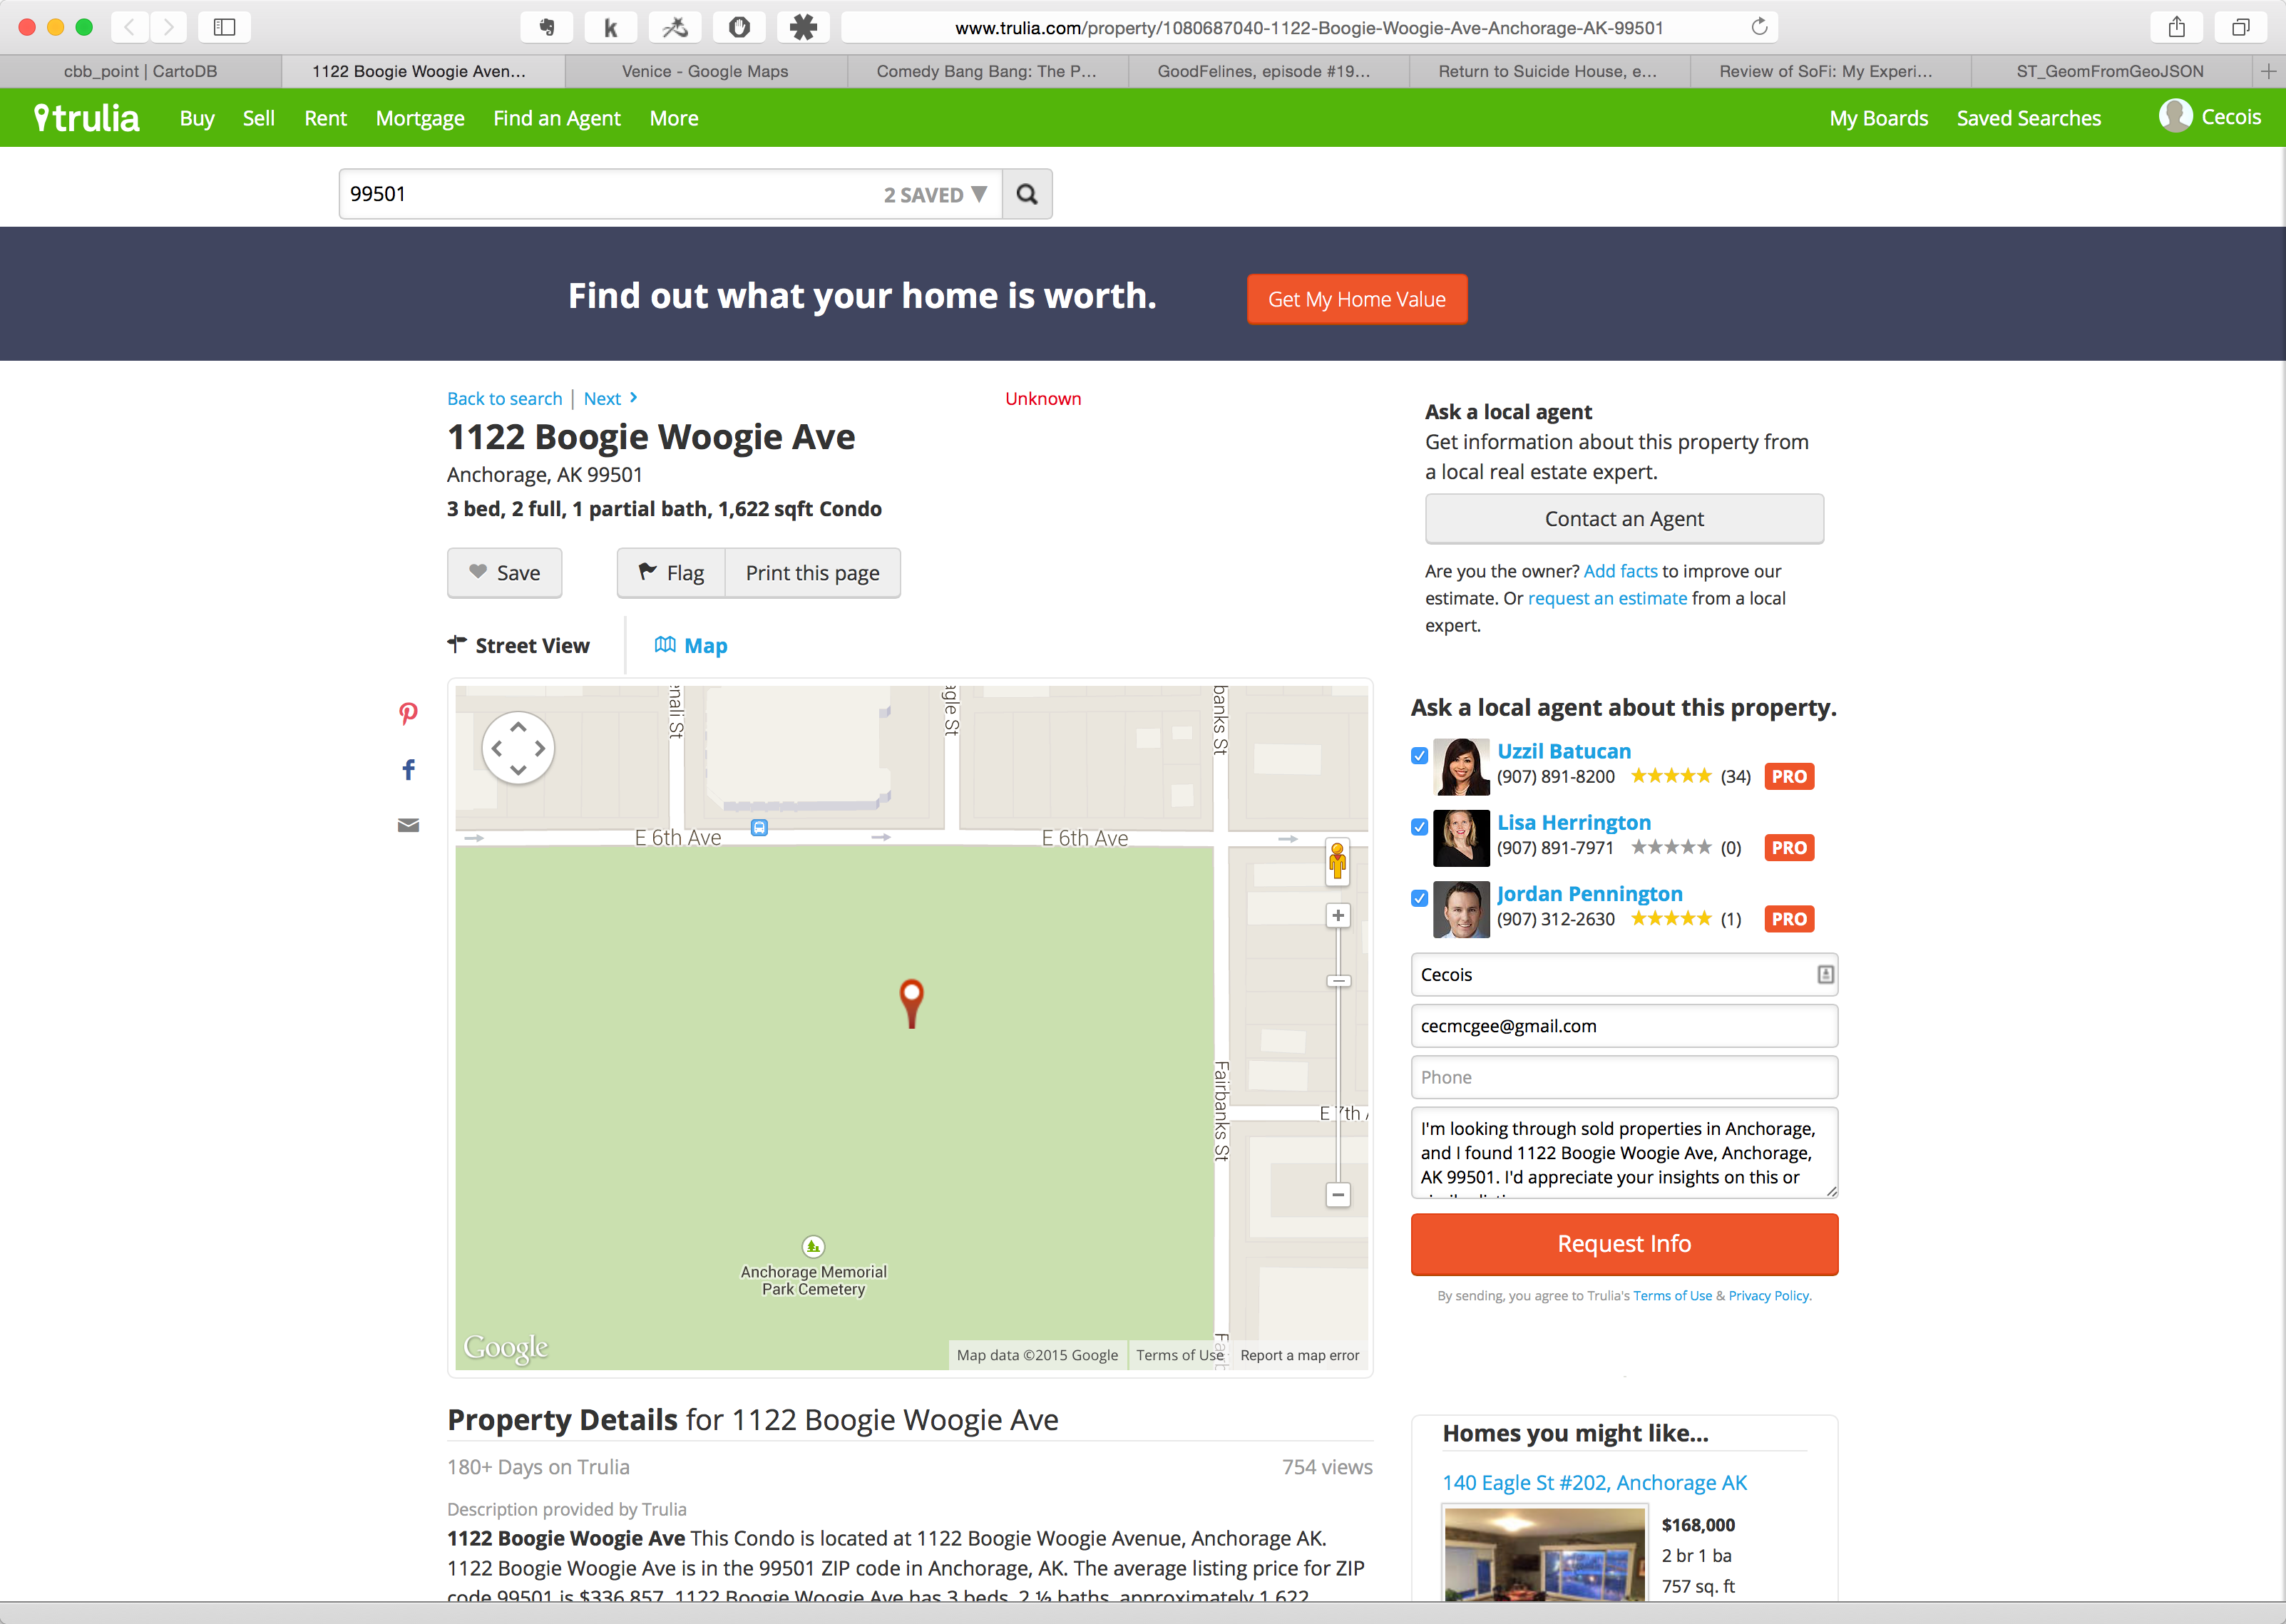 www.trulia.com/property/1080687040-1122-Boogie-Woogie-Ave-Anchorage-AK-99501
cbb_point | CartoDB
1122 Boogie Woogie Aven...
Venice - Google Maps
Comedy Bang Bang: The P...
GoodFelines, episode #19...
Return to Suicide House, e...
Review of SoFi: My Experi...
ST_GeomFromGeoJSON
trulia Buy Sell Rent Mortgage Find an Agent More My Boards Saved Searches Cecois
99501 2 SAVED
Find out what your home is worth. Get My Home Value
Back to search | Next
Unknown
1122 Boogie Woogie Ave
Anchorage, AK 99501
3 bed, 2 full, 1 partial bath, 1,622 sqft Condo
Save Flag Print this page
Street View Map
E 6th Ave
E 6th Ave
Fairbanks St
E 7th
Anchorage Memorial
Park Cemetery
Google
Map data ©2015 Google Terms of Use Report a map error
Ask a local agent
Get information about this property from
a local real estate expert.
Contact an Agent
Are you the owner? Add facts to improve our
estimate. Or request an estimate from a local
expert.
Ask a local agent about this property.
Uzzil Batucan
(907) 891-8200 (34) PRO
Lisa Herrington
(907) 891-7971 (0) PRO
Jordan Pennington
(907) 312-2630 (1) PRO
Cecois
cecmcgee@gmail.com
Phone
I'm looking through sold properties in Anchorage,
and I found 1122 Boogie Woogie Ave, Anchorage,
AK 99501. I'd appreciate your insights on this or
Request Info
By sending, you agree to Trulia's Terms of Use & Privacy Policy.
Property Details for 1122 Boogie Woogie Ave
180+ Days on Trulia 754 views
Description provided by Trulia
1122 Boogie Woogie Ave This Condo is located at 1122 Boogie Woogie Avenue, Anchorage AK.
1122 Boogie Woogie Ave is in the 99501 ZIP code in Anchorage, AK. The average listing price for ZIP
code 99501 is $336,857. 1122 Boogie Woogie Ave has 3 beds, 2 ½ baths, approximately 1,622
Homes you might like...
140 Eagle St #202, Anchorage AK
$168,000
2 br 1 ba
757 sq. ft